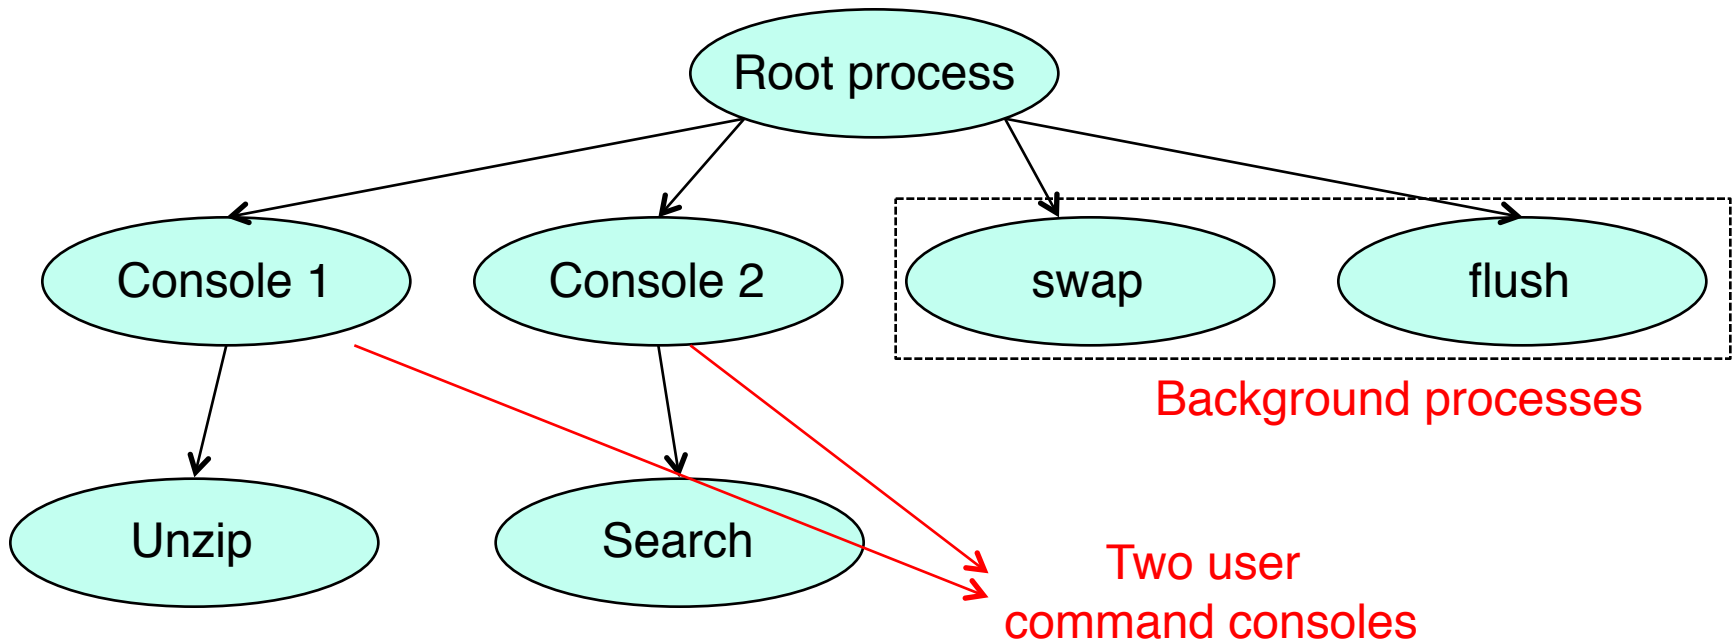 Root process
Console 1
Console 2
swap
flush
Background processes
Unzip
Search
Two user
command consoles